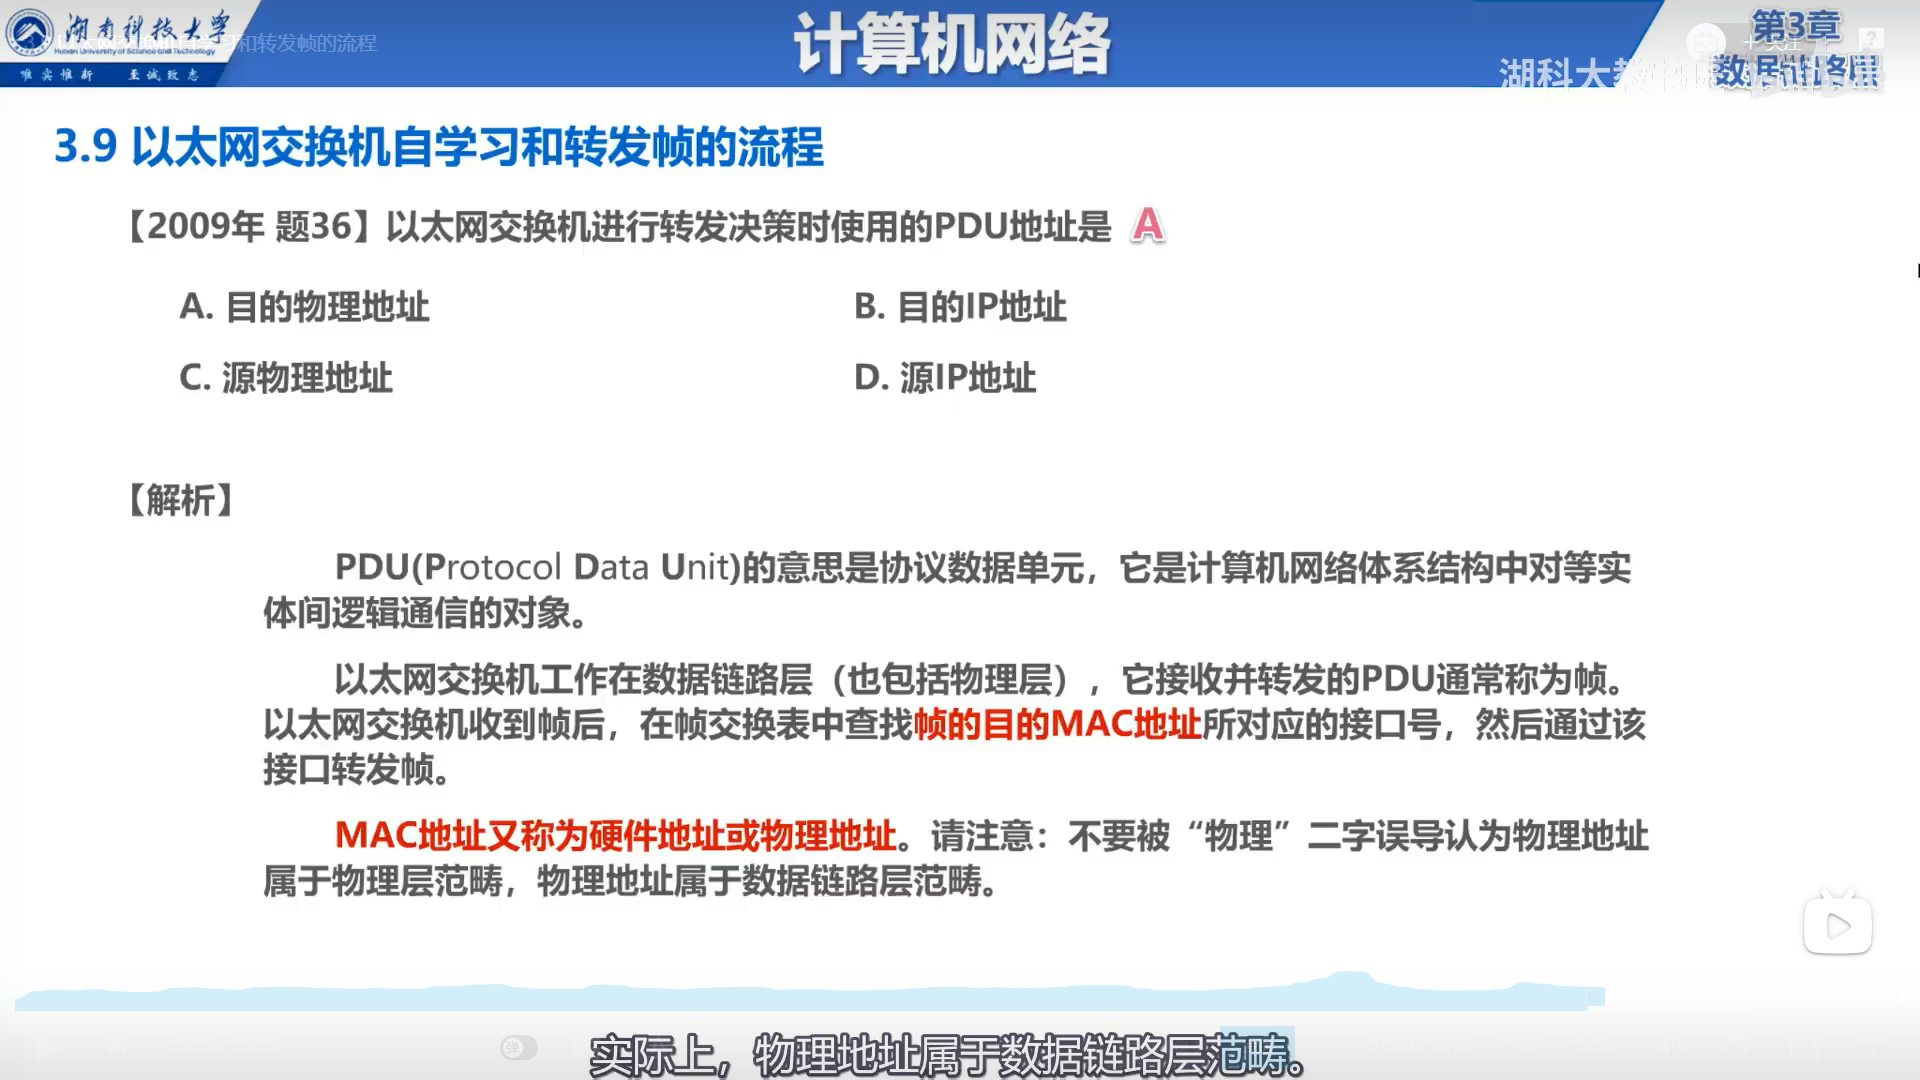 湖南科技大学
Hunan University of Science and Technology
唯实惟新 至诚致志
以太网交换机自学习和转发帧的流程
计算机网络
第3章
+ 关注
数据链路层
湖科大教
3.9 以太网交换机自学习和转发帧的流程
【2009年 题36】以太网交换机进行转发决策时使用的PDU地址是 A
A. 目的物理地址 B. 目的IP地址
C. 源物理地址 D. 源IP地址
【解析】
PDU(Protocol Data Unit)的意思是协议数据单元，它是计算机网络体系结构中对等实
体间逻辑通信的对象。
以太网交换机工作在数据链路层（也包括物理层），它接收并转发的PDU通常称为帧。
以太网交换机收到帧后，在帧交换表中查找帧的目的MAC地址所对应的接口号，然后通过该
接口转发帧。
MAC地址又称为硬件地址或物理地址。请注意：不要被“物理”二字误导认为物理地址
属于物理层范畴，物理地址属于数据链路层范畴。
弹
实际上，物理地址属于数据链路层范畴。